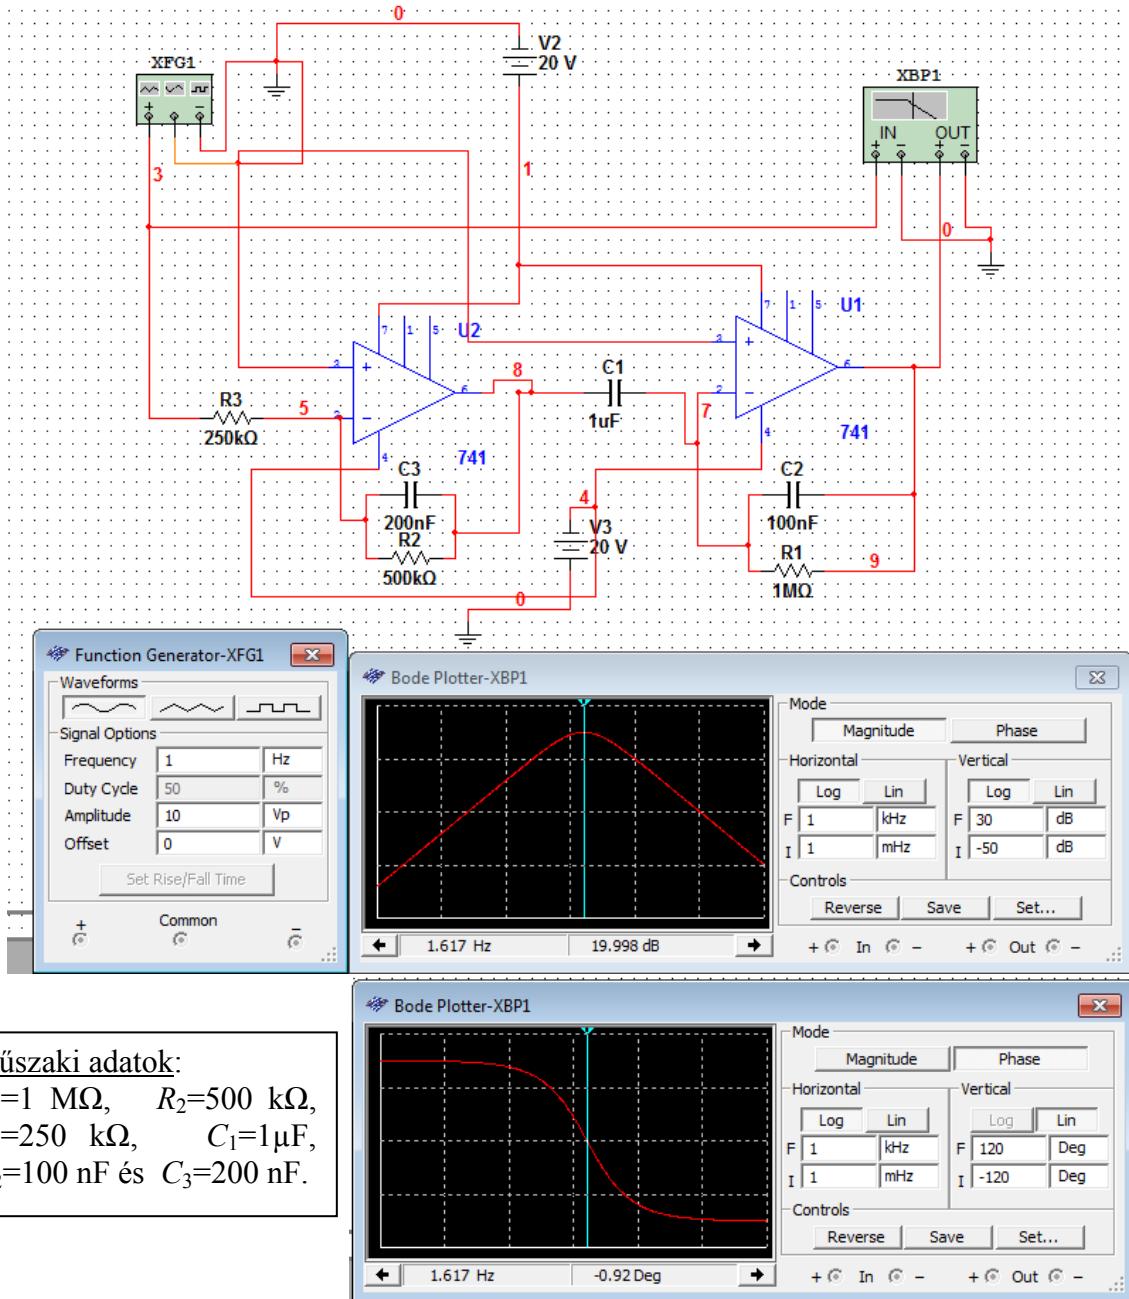 0
V2
20 V
XFG1
+
−
XBP1
IN
OUT
+
−
+
−
3
1
0
7
1
5
U2
3
+
6
2
−
4
741
8
C1
1uF
7
1
5
U1
3
+
6
2
−
4
741
7
R3
250kΩ
5
C3
200nF
R2
500kΩ
4
V3
20 V
0
C2
100nF
R1
1MΩ
9
Function Generator-XFG1
Waveforms
Signal Options
Frequency 1 Hz
Duty Cycle 50 %
Amplitude 10 Vp
Offset 0 V
Set Rise/Fall Time
+ Common −
Bode Plotter-XBP1
Mode
Magnitude Phase
Horizontal Vertical
Log Lin Log Lin
F 1 kHz F 30 dB
I 1 mHz I -50 dB
Controls
Reverse Save Set...
1.617 Hz 19.998 dB
+ In − + Out −
Bode Plotter-XBP1
Mode
Magnitude Phase
Horizontal Vertical
Log Lin Log Lin
F 1 kHz F 120 Deg
I 1 mHz I -120 Deg
Controls
Reverse Save Set...
1.617 Hz -0.92 Deg
+ In − + Out −
űszaki adatok:
=1 MΩ, R2=500 kΩ,
=250 kΩ, C1=1μF,
2=100 nF és C3=200 nF.